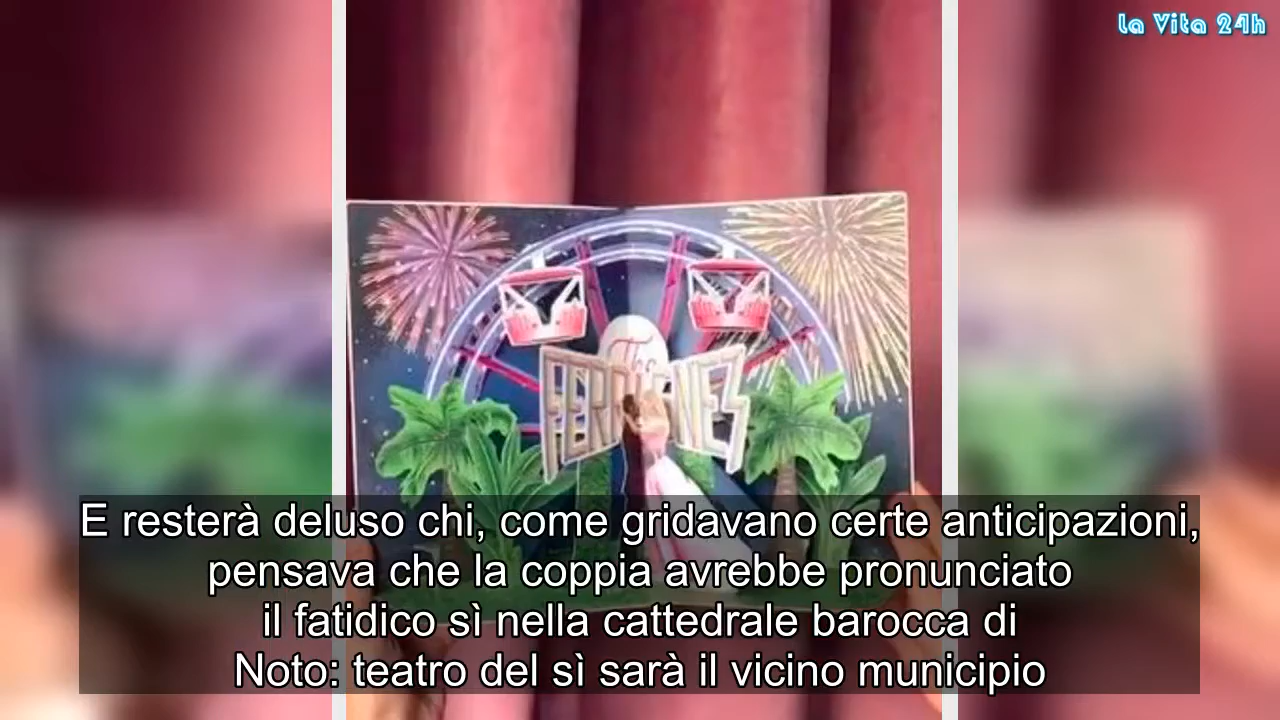 La Vita 24h
The
FERRAGNEZ
E resterà deluso chi, come gridavano certe anticipazioni,
pensava che la coppia avrebbe pronunciato
il fatidico sì nella cattedrale barocca di
Noto: teatro del sì sarà il vicino municipio